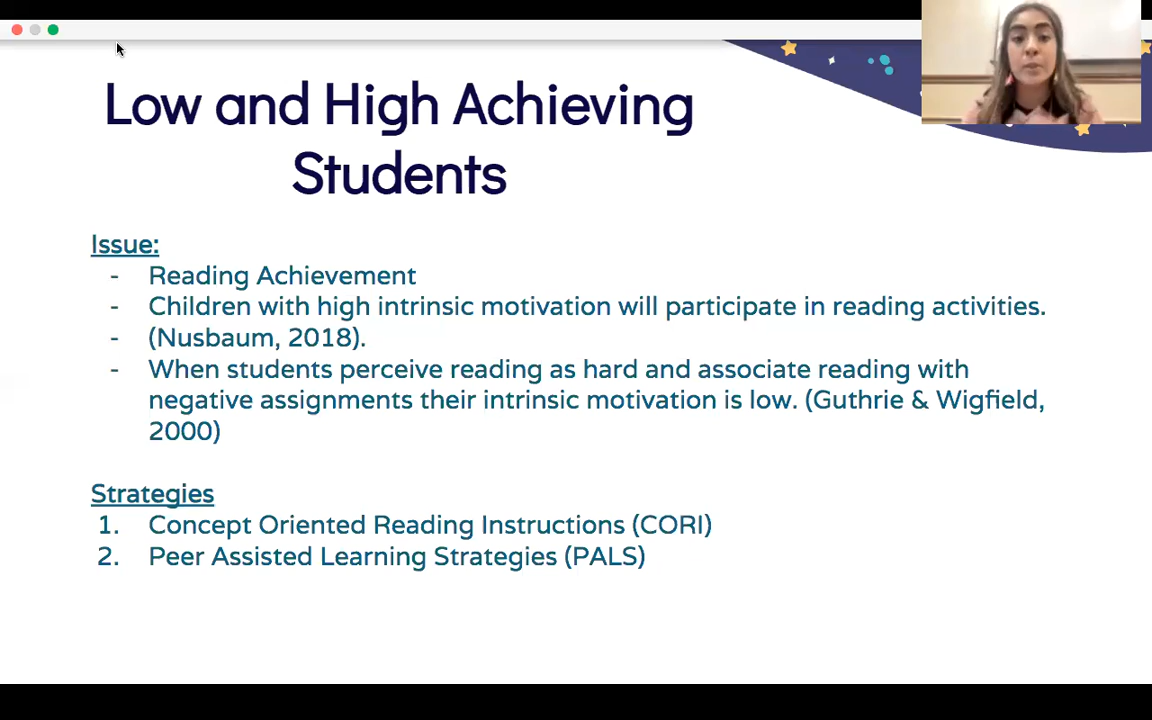 Low and High Achieving
Students
Issue:
- Reading Achievement
- Children with high intrinsic motivation will participate in reading activities.
- (Nusbaum, 2018).
- When students perceive reading as hard and associate reading with
negative assignments their intrinsic motivation is low. (Guthrie & Wigfield,
2000)
Strategies
1. Concept Oriented Reading Instructions (CORI)
2. Peer Assisted Learning Strategies (PALS)